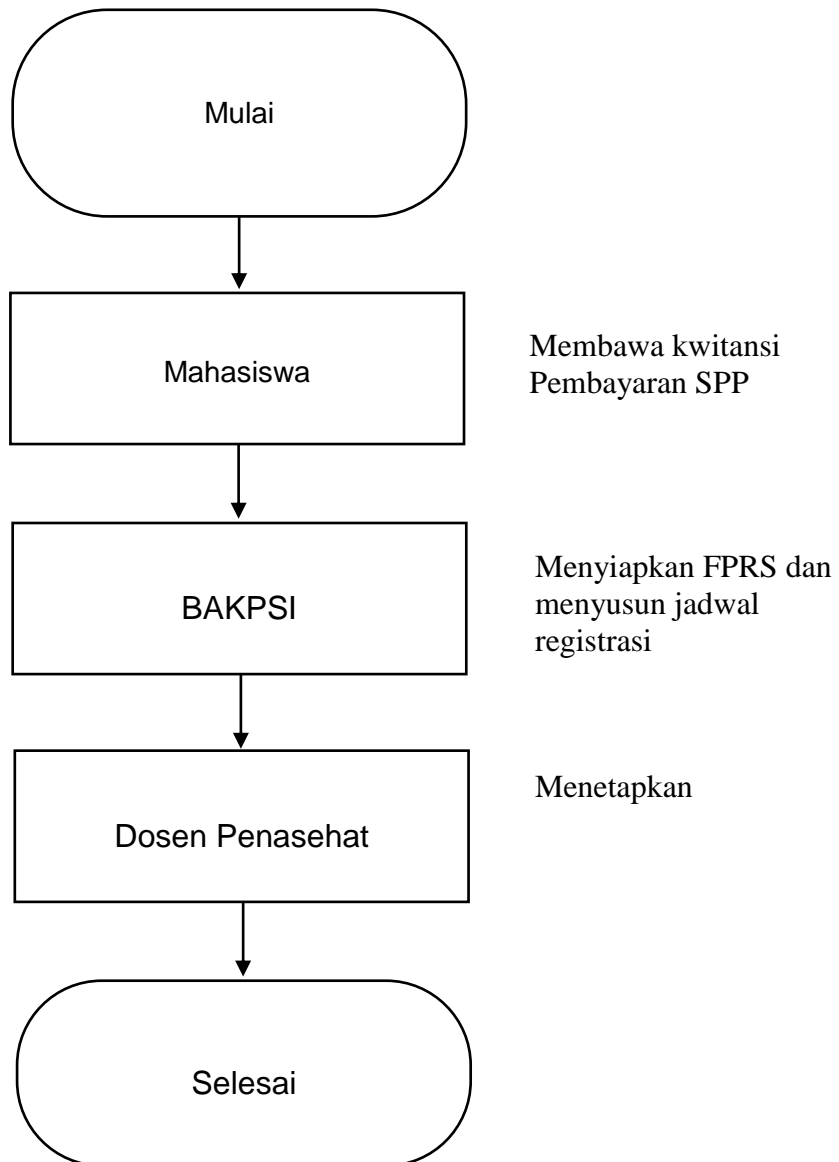 Mulai
Mahasiswa
Membawa kwitansi
Pembayaran SPP
BAKPSI
Menyiapkan FPRS dan
menyusun jadwal
registrasi
Dosen Penasehat
Menetapkan
Selesai